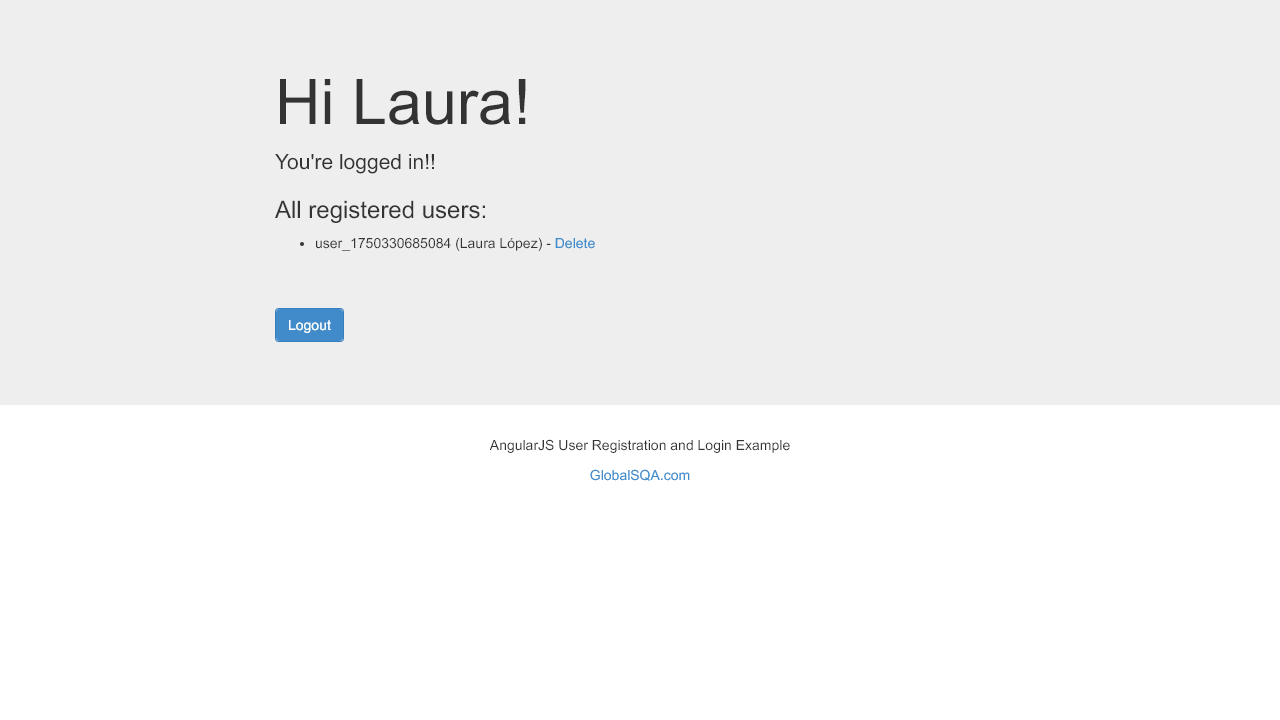 Hi Laura!
You're logged in!!
All registered users:
• user_1750330685084 (Laura López) - Delete
Logout
AngularJS User Registration and Login Example
GlobalSQA.com